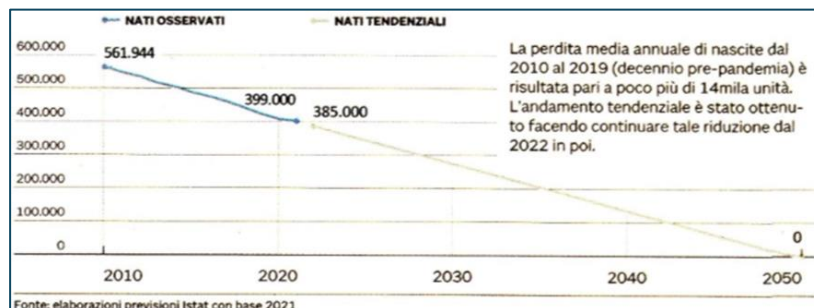 NATI OSSERVATI
NATI TENDENZIALI
600.000
561.944
500.000
399.000
385.000
400.000
300.000
200.000
100.000
0
0
2010
2020
2030
2040
2050
La perdita media annuale di nascite dal
2010 al 2019 (decennio pre-pandemia) è
risultata pari a poco più di 14mila unità.
L'andamento tendenziale è stato ottenu-
to facendo continuare tale riduzione dal
2022 in poi.
Fonte: elaborazioni previsioni Istat con base 2021